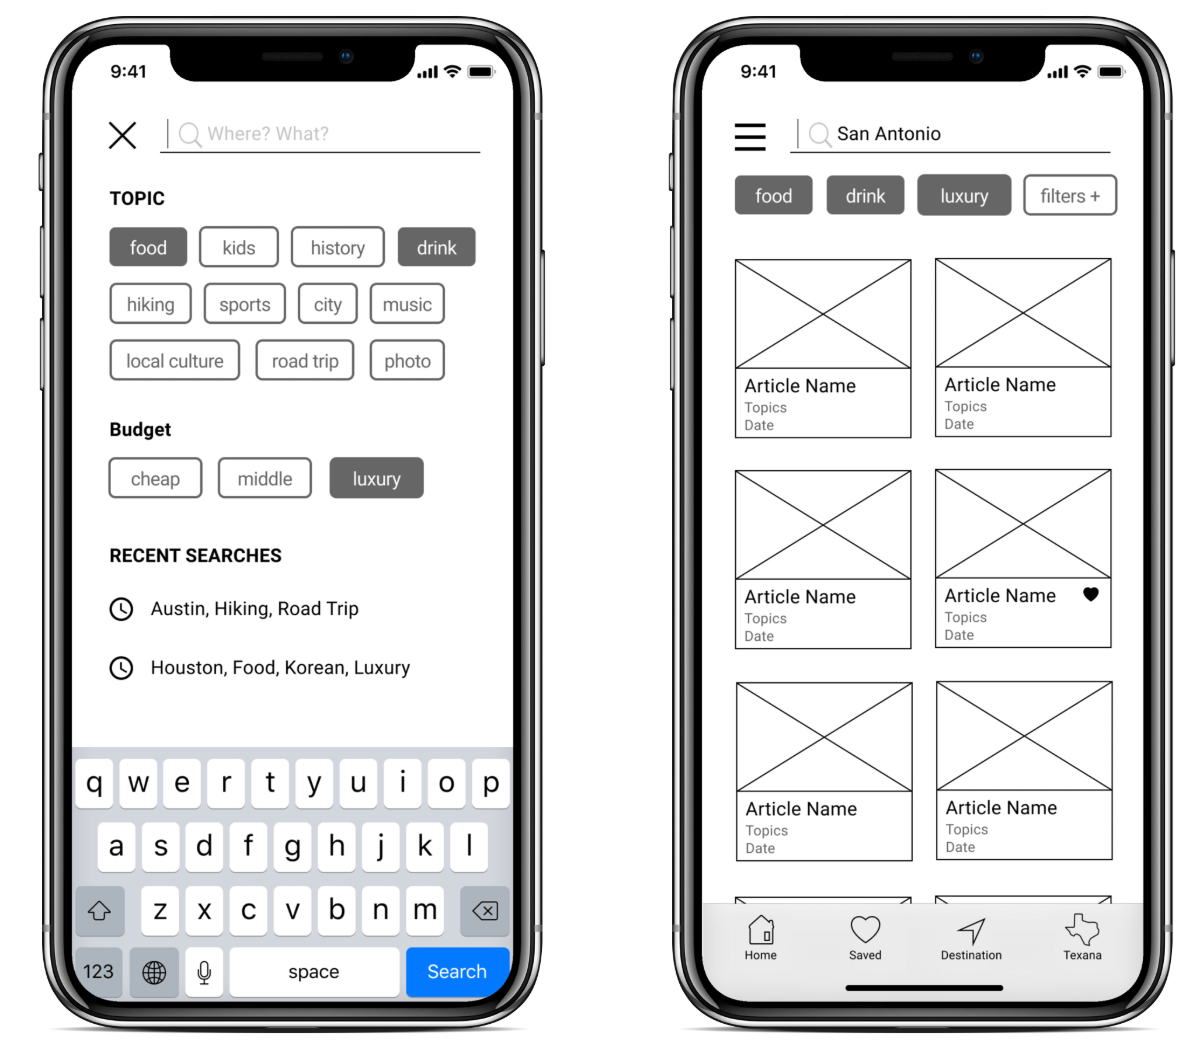 9:41
Where? What?
TOPIC
food kids history drink
hiking sports city music
local culture road trip photo
Budget
cheap middle luxury
RECENT SEARCHES
Austin, Hiking, Road Trip
Houston, Food, Korean, Luxury
q w e r t y u i o p
a s d f g h j k l
z x c v b n m
123 space Search
9:41
San Antonio
food drink luxury filters +
Article Name
Topics
Date
Article Name
Topics
Date
Article Name
Topics
Date
Article Name
Topics
Date
Article Name
Topics
Date
Article Name
Topics
Date
Home Saved Destination Texana